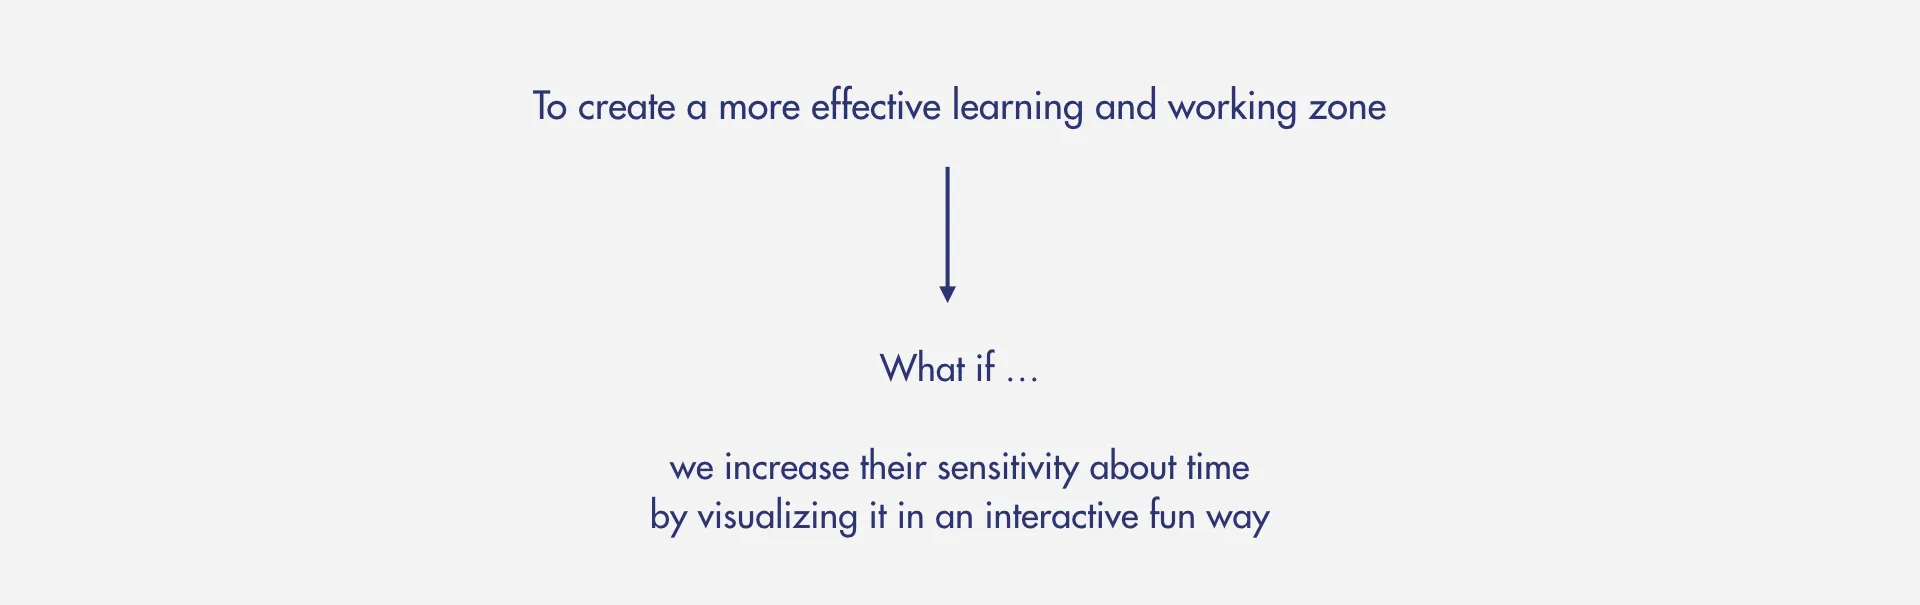 To create a more effective learning and working zone
What if ...
we increase their sensitivity about time
by visualizing it in an interactive fun way